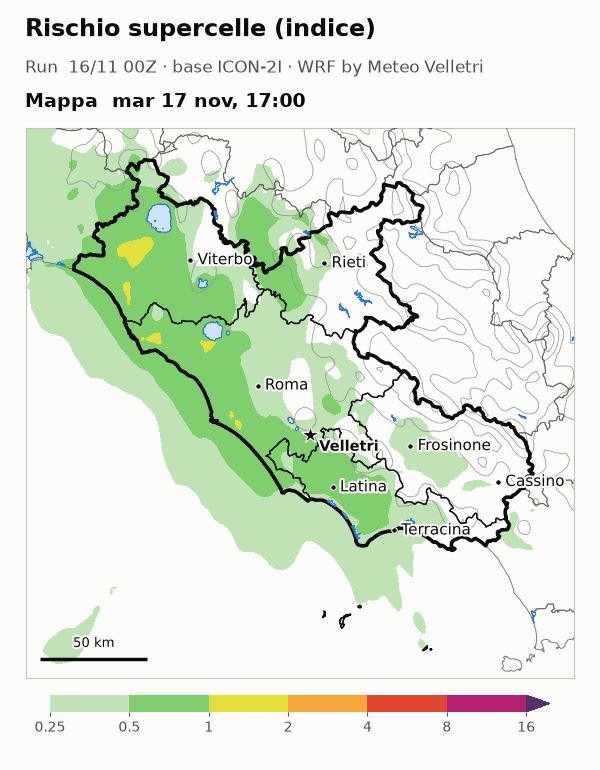 Rischio supercelle (indice)
Run  16/11 00Z · base ICON-2I · WRF by Meteo Velletri
Mappa  mar 17 nov, 17:00
Viterbo
Rieti
Roma
Velletri
Frosinone
Latina
Cassino
Terracina
50 km
0.25 0.5 1 2 4 8 16